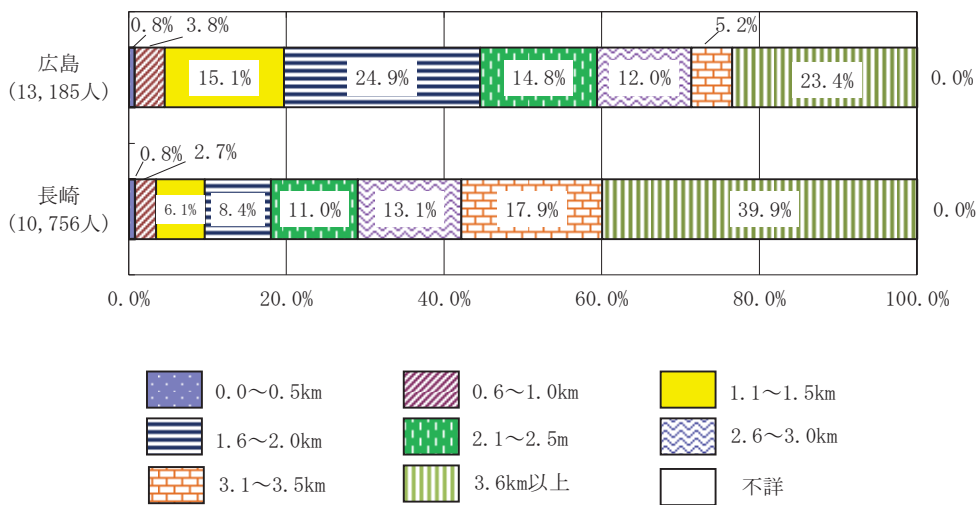 0.8% 3.8% 5.2%
広島
(13,185人)
15.1% 24.9% 14.8% 12.0% 23.4% 0.0%
0.8% 2.7%
長崎
(10,756人)
6.1% 8.4% 11.0% 13.1% 17.9% 39.9% 0.0%
0.0% 20.0% 40.0% 60.0% 80.0% 100.0%
0.0～0.5km 0.6～1.0km 1.1～1.5km
1.6～2.0km 2.1～2.5m 2.6～3.0km
3.1～3.5km 3.6km以上 不詳